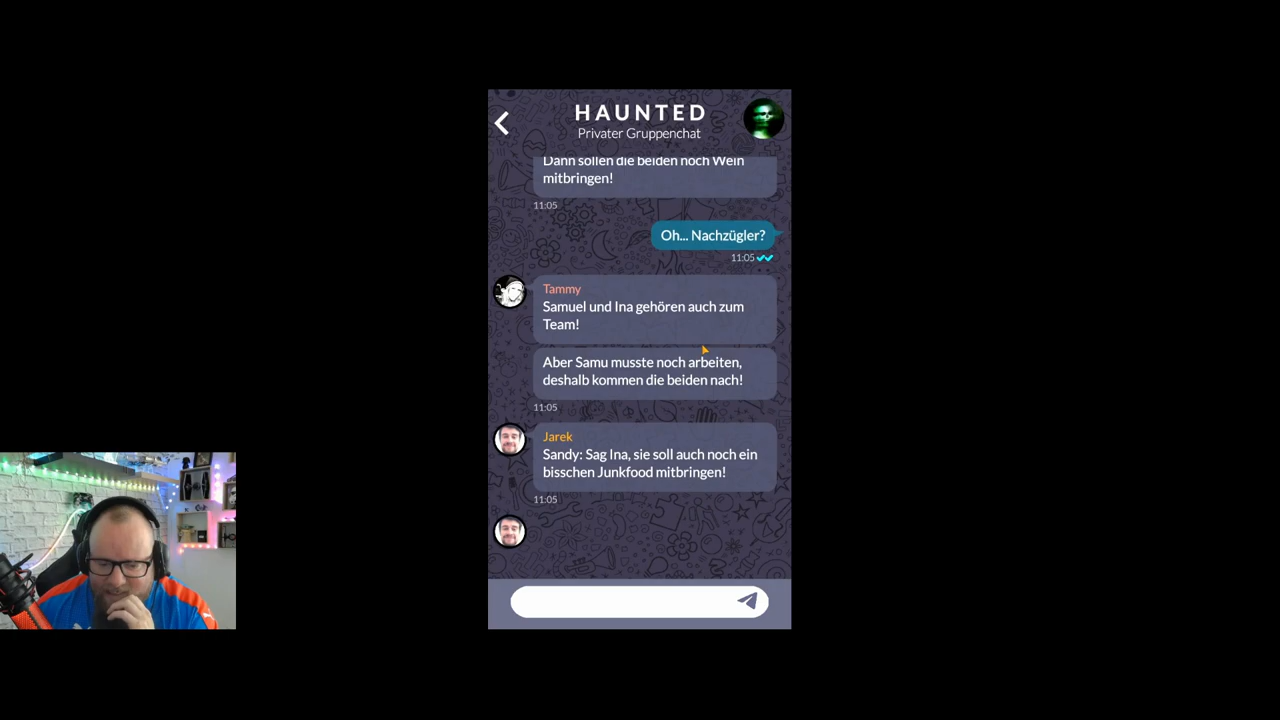 HAUNTED
Privater Gruppenchat
Dann sollen die beiden noch Wein
mitbringen!
11:05
Oh... Nachzügler?
11:05
Tammy
Samuel und Ina gehören auch zum
Team!
Aber Samu musste noch arbeiten,
deshalb kommen die beiden nach!
11:05
Jarek
Sandy: Sag Ina, sie soll auch noch ein
bisschen Junkfood mitbringen!
11:05